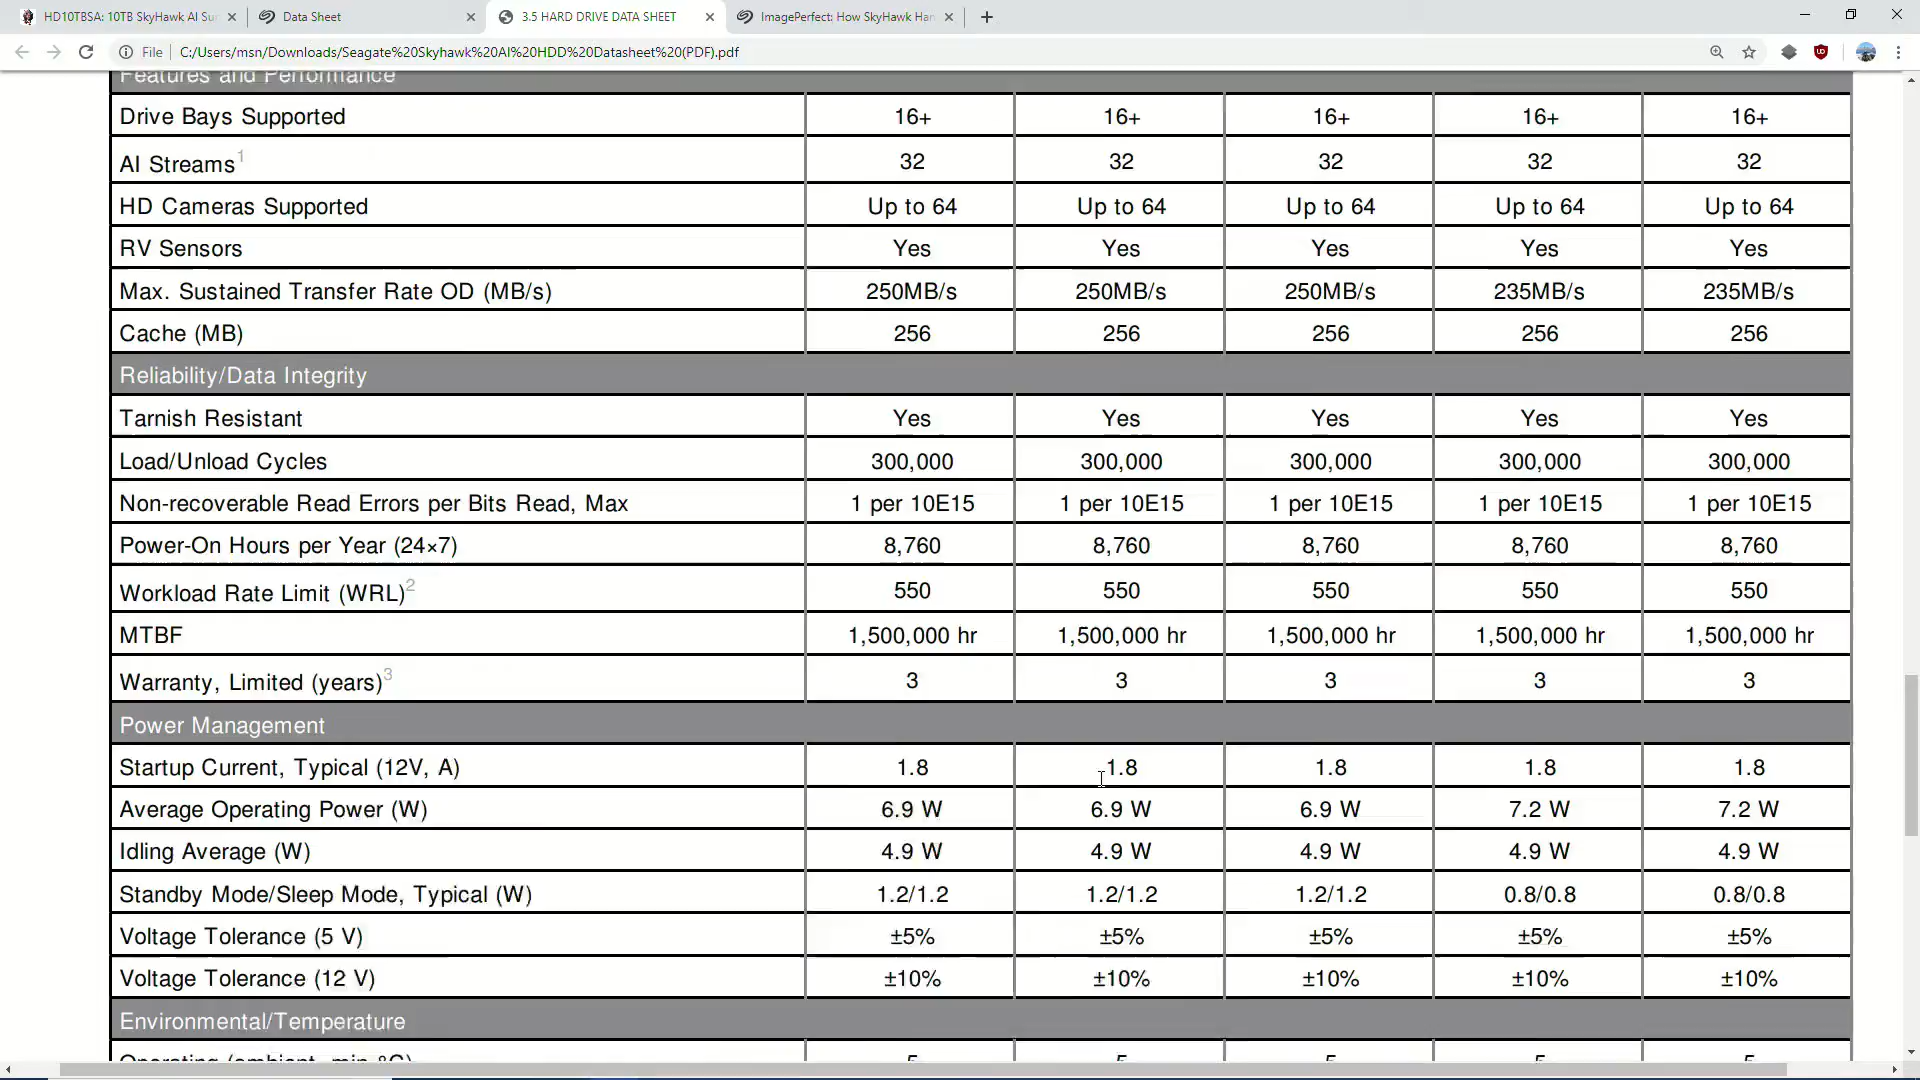 HD10TBSA: 10TB SkyHawk AI Su
Data Sheet
3.5 HARD DRIVE DATA SHEET
ImagePerfect: How SkyHawk Han
File C:/Users/msn/Downloads/Seagate%20Skyhawk%20AI%20HDD%20Datasheet%20(PDF).pdf
Features and Performance
Drive Bays Supported 16+ 16+ 16+ 16+ 16+
AI Streams1 32 32 32 32 32
HD Cameras Supported Up to 64 Up to 64 Up to 64 Up to 64 Up to 64
RV Sensors Yes Yes Yes Yes Yes
Max. Sustained Transfer Rate OD (MB/s) 250MB/s 250MB/s 250MB/s 235MB/s 235MB/s
Cache (MB) 256 256 256 256 256
Reliability/Data Integrity
Tarnish Resistant Yes Yes Yes Yes Yes
Load/Unload Cycles 300,000 300,000 300,000 300,000 300,000
Non-recoverable Read Errors per Bits Read, Max 1 per 10E15 1 per 10E15 1 per 10E15 1 per 10E15 1 per 10E15
Power-On Hours per Year (24×7) 8,760 8,760 8,760 8,760 8,760
Workload Rate Limit (WRL)2 550 550 550 550 550
MTBF 1,500,000 hr 1,500,000 hr 1,500,000 hr 1,500,000 hr 1,500,000 hr
Warranty, Limited (years)3 3 3 3 3 3
Power Management
Startup Current, Typical (12V, A) 1.8 1.8 1.8 1.8 1.8
Average Operating Power (W) 6.9 W 6.9 W 6.9 W 7.2 W 7.2 W
Idling Average (W) 4.9 W 4.9 W 4.9 W 4.9 W 4.9 W
Standby Mode/Sleep Mode, Typical (W) 1.2/1.2 1.2/1.2 1.2/1.2 0.8/0.8 0.8/0.8
Voltage Tolerance (5 V) ±5% ±5% ±5% ±5% ±5%
Voltage Tolerance (12 V) ±10% ±10% ±10% ±10% ±10%
Environmental/Temperature
Operating (ambient, min °C) 5 5 5 5 5